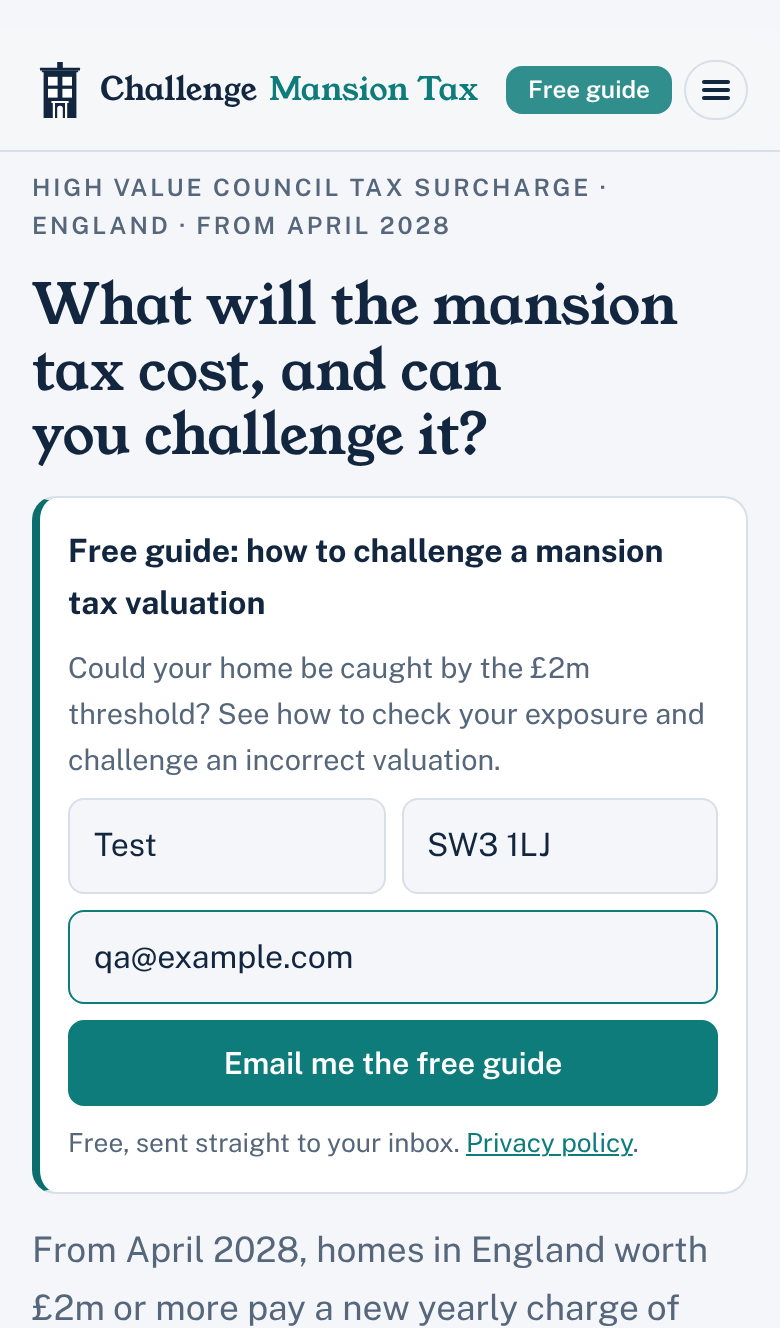 Challenge Mansion Tax
Free guide
HIGH VALUE COUNCIL TAX SURCHARGE ·
ENGLAND · FROM APRIL 2028
What will the mansion
tax cost, and can
you challenge it?
Free guide: how to challenge a mansion
tax valuation
Could your home be caught by the £2m
threshold? See how to check your exposure and
challenge an incorrect valuation.
Test
SW3 1LJ
qa@example.com
Email me the free guide
Free, sent straight to your inbox. Privacy policy.
From April 2028, homes in England worth
£2m or more pay a new yearly charge of